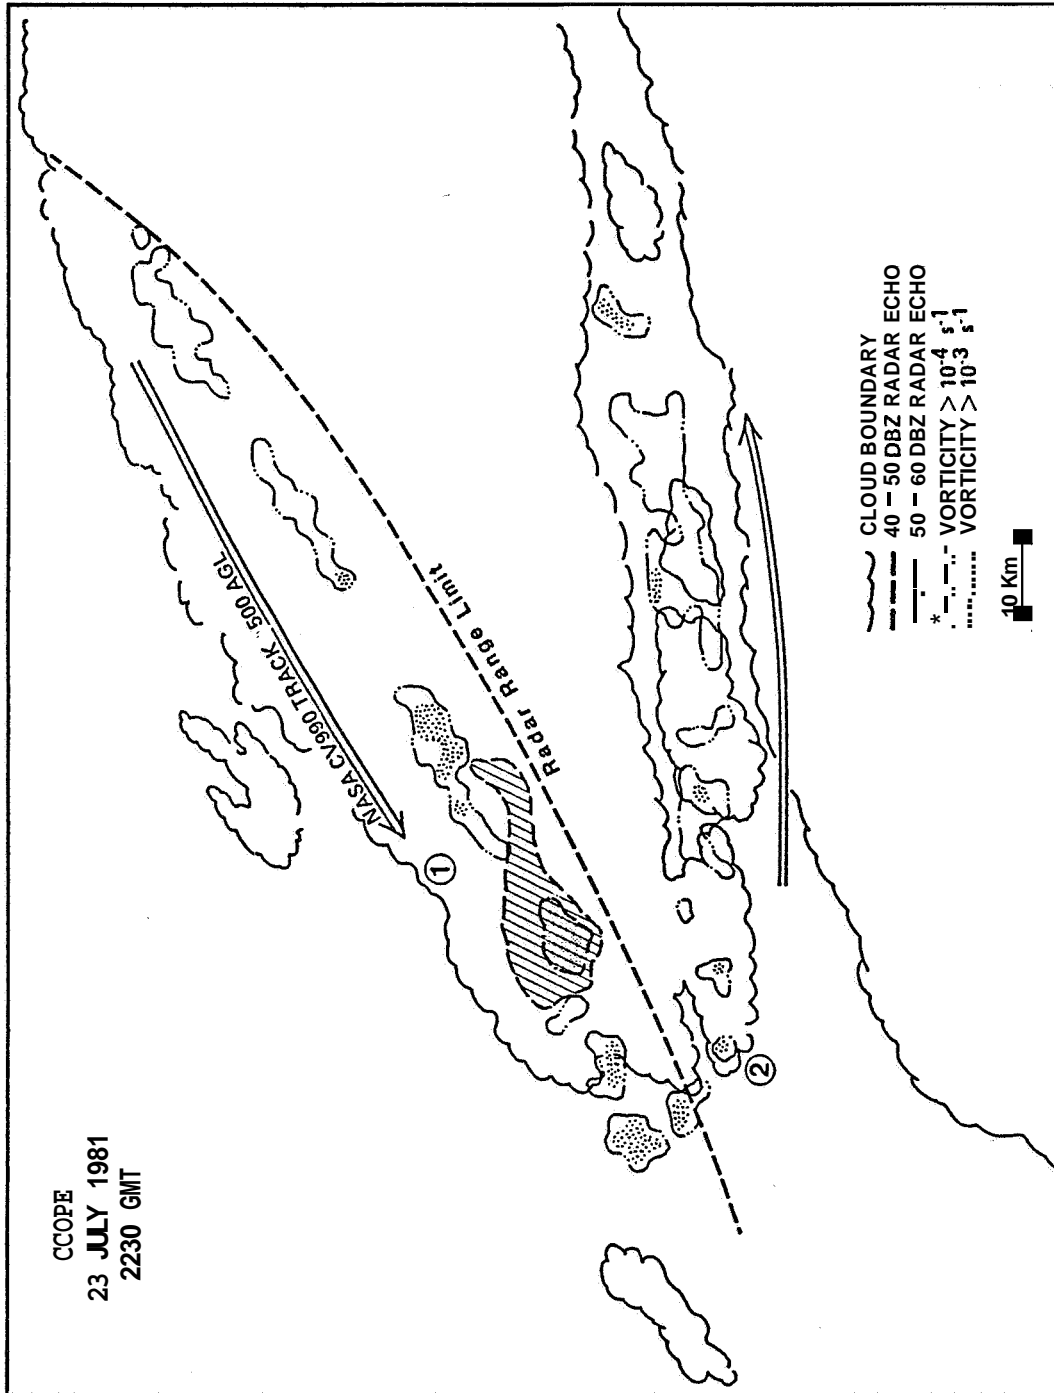 CCOPE
23 JULY 1981
2230 GMT
NASA CV990 TRACK '500 AGL
1
Radar Range Limit
2
CLOUD BOUNDARY
40 - 50 DBZ RADAR ECHO
50 - 60 DBZ RADAR ECHO
* VORTICITY > 10-4 s-1
VORTICITY > 10-3 s-1
10 Km